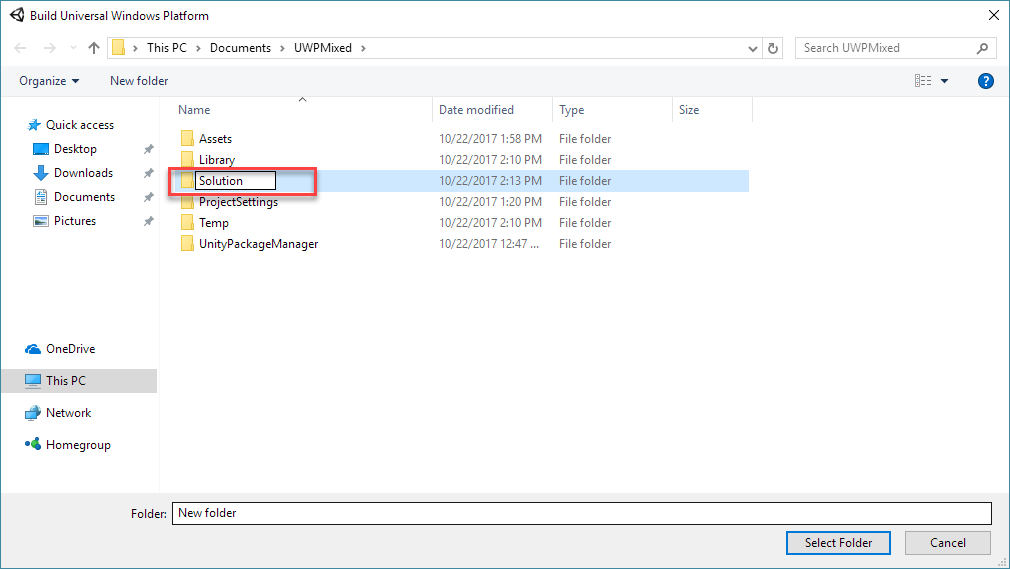 Build Universal Windows Platform
This PC > Documents > UWPMixed >
Search UWPMixed
Organize
New folder
Name
Date modified
Type
Size
Quick access
Desktop
Downloads
Documents
Pictures
OneDrive
This PC
Network
Homegroup
Assets 10/22/2017 1:58 PM File folder
Library 10/22/2017 2:10 PM File folder
Solution 10/22/2017 2:13 PM File folder
ProjectSettings 10/22/2017 1:20 PM File folder
Temp 10/22/2017 2:10 PM File folder
UnityPackageManager 10/22/2017 12:47 ... File folder
Folder: New folder
Select Folder
Cancel